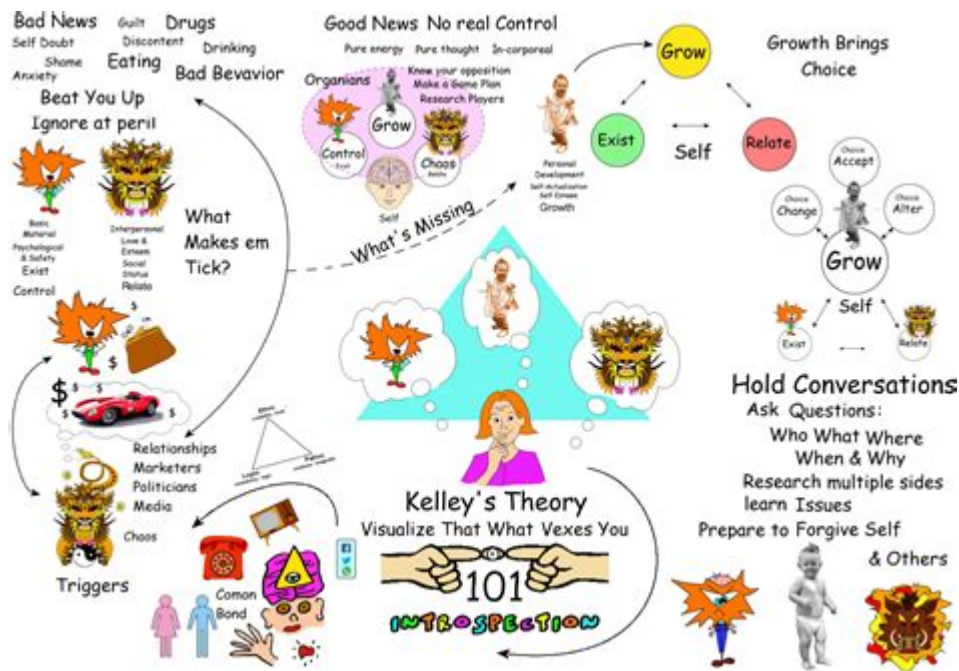 Bad News
Guilt
Drugs
Self Doubt
Discontent
Drinking
Shame
Eating
Anxiety
Bad Bevavior
Beat You Up
Ignore at peril
Basic
Material
Psychological
& Safety
Exist
Control
Interpersonal
Love &
Esteem
Social
Status
Relate
What
Makes em
Tick?
$
$
$
$
$
$
Relationships
Marketers
Politicians
Media
Chaos
Triggers
Good News No real Control
Pure energy
Pure thought
In-corporeal
Organians
Know your opposition
Make a Game Plan
Research Players
Grow
Control
Exist
Chaos
Relate
Self
What's Missing
Personal
Development
Self-Actualization
Self Esteem
Growth
Grow
Exist
Self
Relate
Growth Brings
Choice
Choice
Accept
Choice
Change
Choice
Alter
Grow
Self
Exist
Relate
Hold Conversations
Ask Questions:
Who What Where
When & Why
Research multiple sides
learn Issues
Prepare to Forgive Self
& Others
Ethos
Logos
Kelley's Theory
Visualize That What Vexes You
101
INTROSPECTION
Comon
Bond